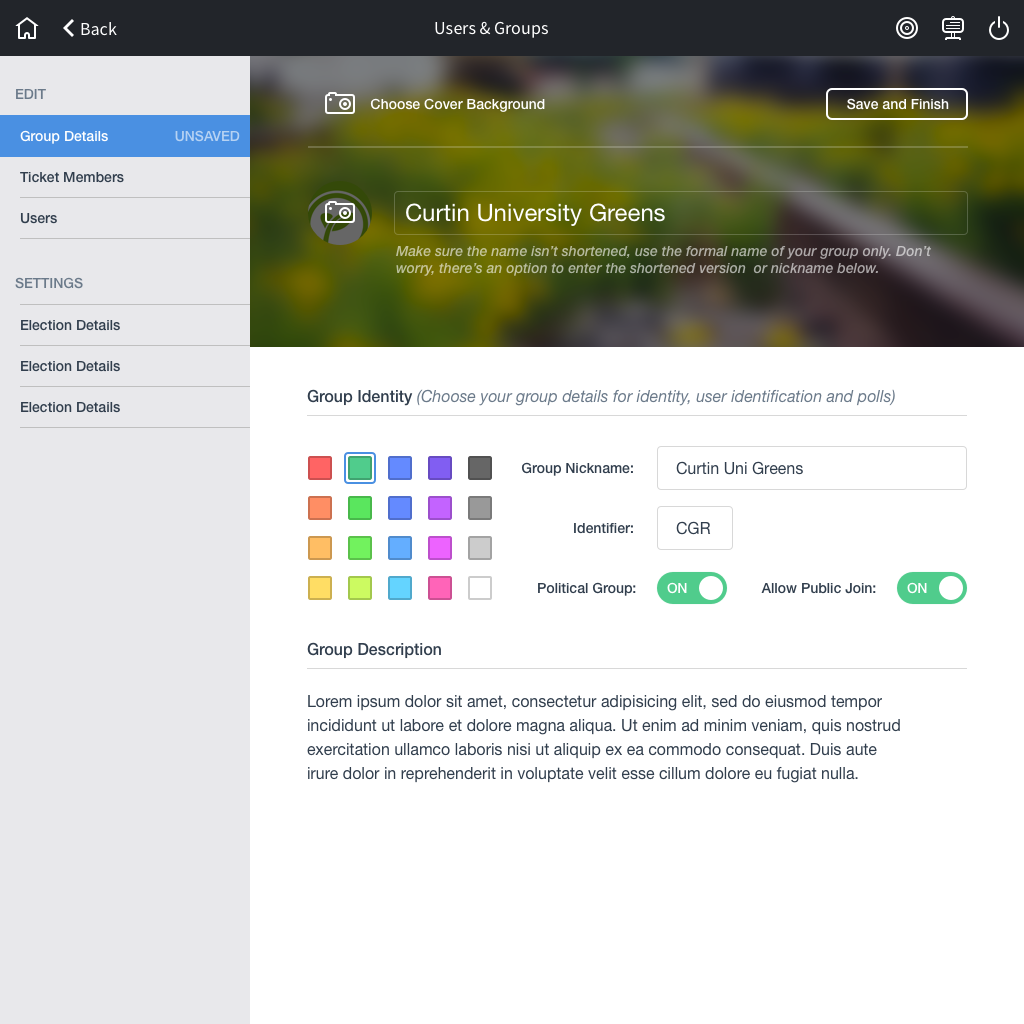 Back
Users & Groups
EDIT
Group Details UNSAVED
Ticket Members
Users
SETTINGS
Election Details
Election Details
Election Details
Choose Cover Background
Save and Finish
Curtin University Greens
Make sure the name isn't shortened, use the formal name of your group only. Don't
worry, there's an option to enter the shortened version  or nickname below.
Group Identity (Choose your group details for identity, user identification and polls)
Group Nickname: Curtin Uni Greens
Identifier: CGR
Political Group: ON Allow Public Join: ON
Group Description
Lorem ipsum dolor sit amet, consectetur adipisicing elit, sed do eiusmod tempor
incididunt ut labore et dolore magna aliqua. Ut enim ad minim veniam, quis nostrud
exercitation ullamco laboris nisi ut aliquip ex ea commodo consequat. Duis aute
irure dolor in reprehenderit in voluptate velit esse cillum dolore eu fugiat nulla.